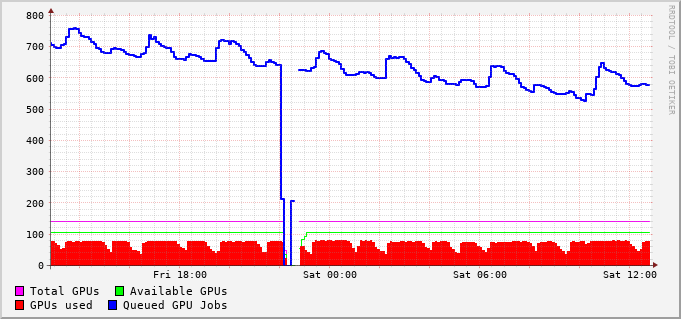 800
700
600
500
400
300
200
100
0
Fri 18:00 Sat 00:00 Sat 06:00 Sat 12:00
Total GPUs Available GPUs
GPUs used Queued GPU Jobs
RRDTOOL / TOBI OETIKER